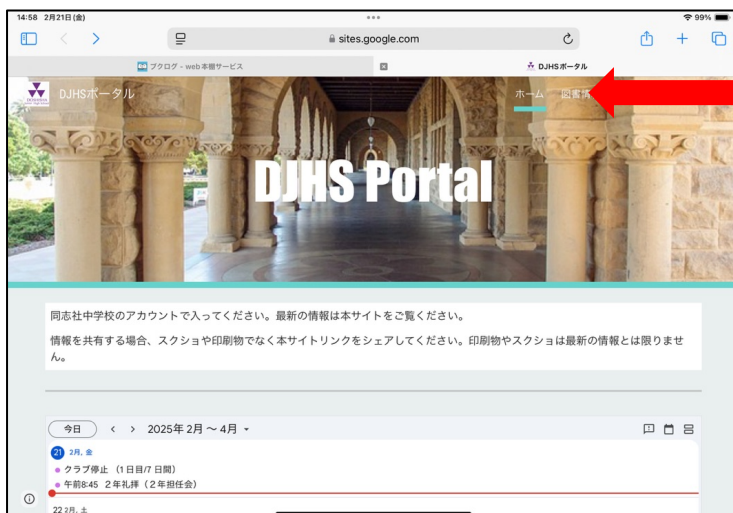 14:58 2月21日(金)
99%
sites.google.com
ブクログ - web本棚サービス
DJHSポータル
DJHSポータル
ホーム 図書情
DJHS Portal
同志社中学校のアカウントで入ってください。最新の情報は本サイトをご覧ください。
情報を共有する場合、スクショや印刷物でなく本サイトリンクをシェアしてください。印刷物やスクショは最新の情報とは限りませ
ん。
今日 < > 2025年 2月 ~ 4月
21 2月, 金
クラブ停止 (1日目/7日間)
午前8:45 2年礼拝(2年担任会)
22 2月, 土